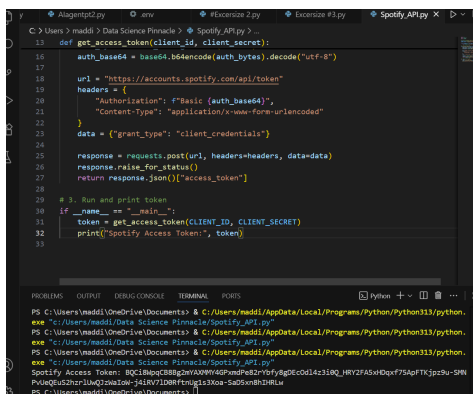 y AIagentpt2.py .env #Excersize 2.py Excersize #3.py Spotify_API.py X
C: > Users > maddi > Data Science Pinnacle > Spotify_API.py > ...
13 def get_access_token(client_id, client_secret):
16 auth_base64 = base64.b64encode(auth_bytes).decode("utf-8")
17
18 url = "https://accounts.spotify.com/api/token"
19 headers = {
20 "Authorization": f"Basic {auth_base64}",
21 "Content-Type": "application/x-www-form-urlencoded"
22 }
23 data = {"grant_type": "client_credentials"}
24
25 response = requests.post(url, headers=headers, data=data)
26 response.raise_for_status()
27 return response.json()["access_token"]
28
29 # 3. Run and print token
30 if __name__ == "__main__":
31 token = get_access_token(CLIENT_ID, CLIENT_SECRET)
32 print("Spotify Access Token:", token)
33
PROBLEMS OUTPUT DEBUG CONSOLE TERMINAL PORTS Python
PS C:\Users\maddi\OneDrive\Documents> & C:/Users/maddi/AppData/Local/Programs/Python/Python313/python.
exe "c:/Users/maddi/Data Science Pinnacle/Spotify_API.py"
PS C:\Users\maddi\OneDrive\Documents> & C:/Users/maddi/AppData/Local/Programs/Python/Python313/python.
exe "c:/Users/maddi/Data Science Pinnacle/Spotify_API.py"
PS C:\Users\maddi\OneDrive\Documents> & C:/Users/maddi/AppData/Local/Programs/Python/Python313/python.
exe "c:/Users/maddi/Data Science Pinnacle/Spotify_API.py"
Spotify Access Token:
PS C:\Users\maddi\OneDrive\Documents>